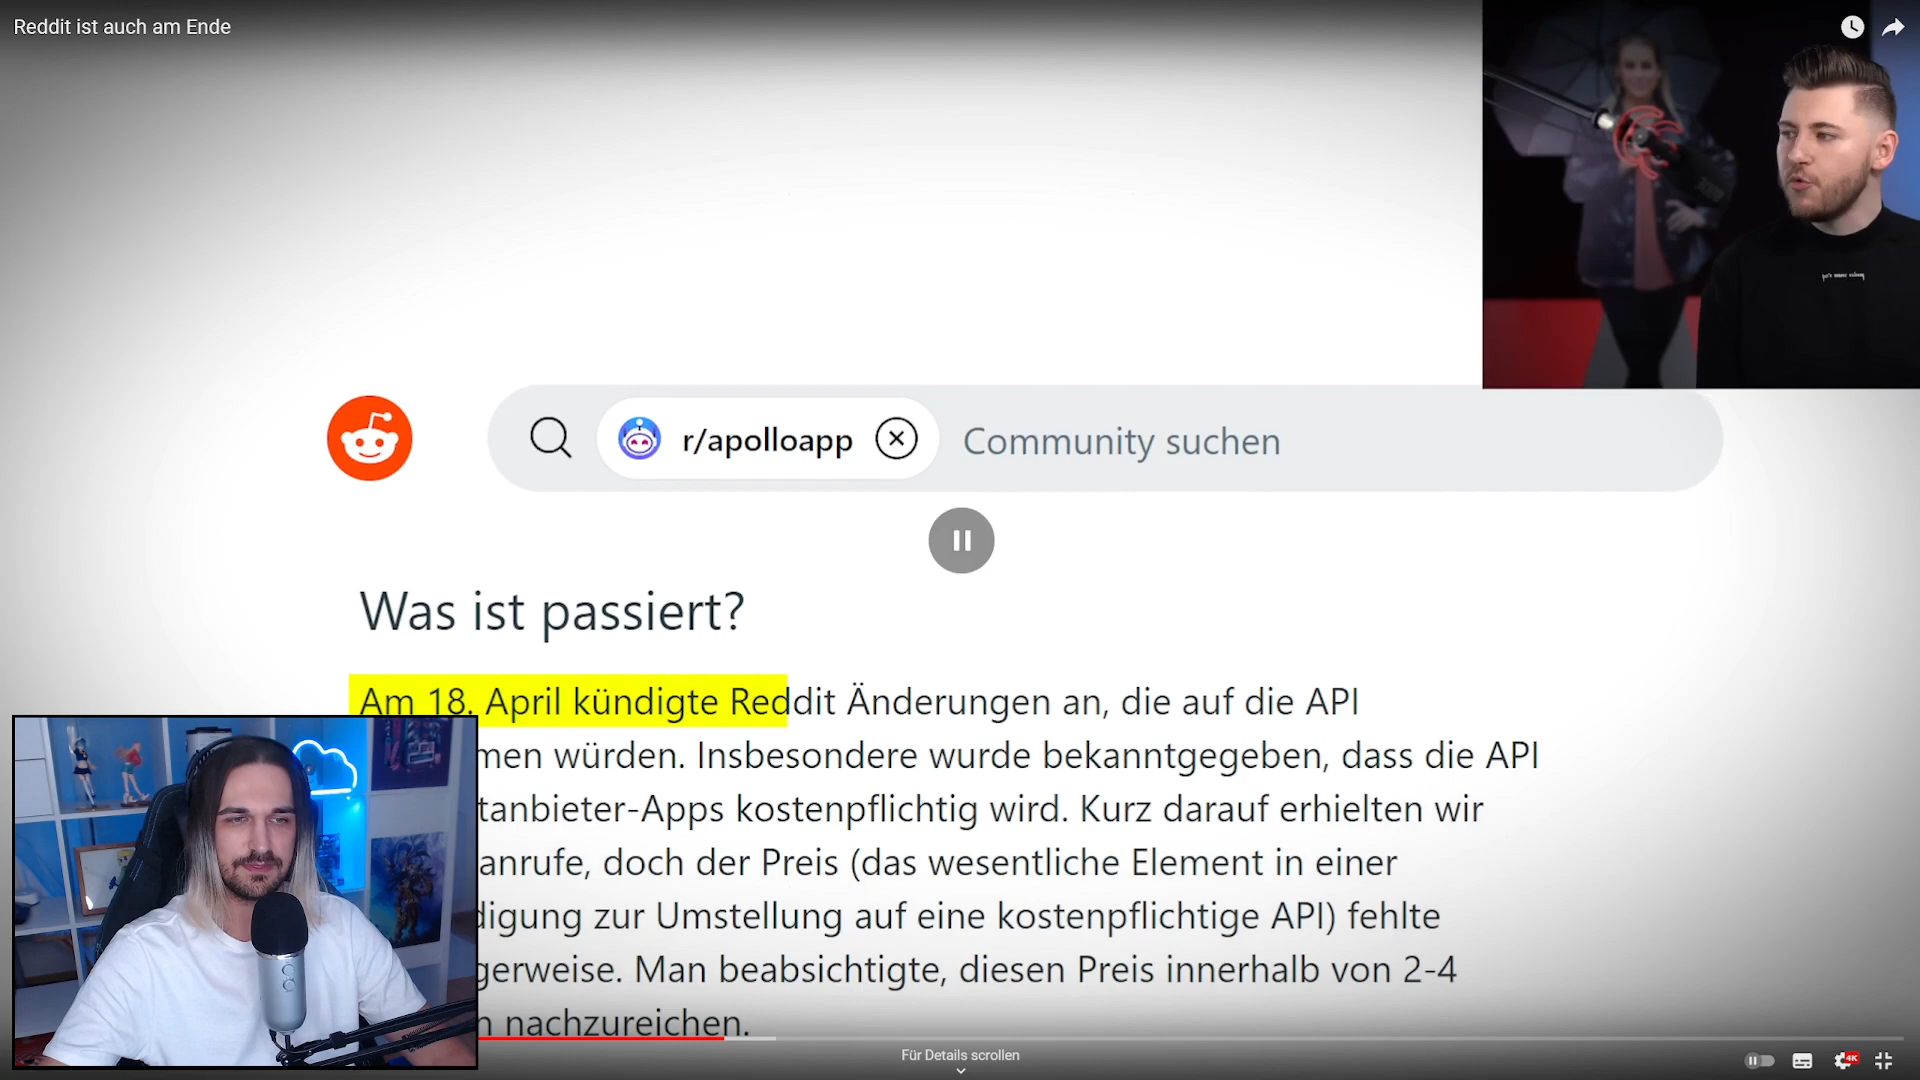 Reddit ist auch am Ende
r/apolloapp
Community suchen
Was ist passiert?
Am 18. April kündigte Reddit Änderungen an, die auf die API
men würden. Insbesondere wurde bekanntgegeben, dass die API
tanbieter-Apps kostenpflichtig wird. Kurz darauf erhielten wir
anrufe, doch der Preis (das wesentliche Element in einer
digung zur Umstellung auf eine kostenpflichtige API) fehlte
gerweise. Man beabsichtigte, diesen Preis innerhalb von 2-4
n nachzureichen.
Für Details scrollen
4K